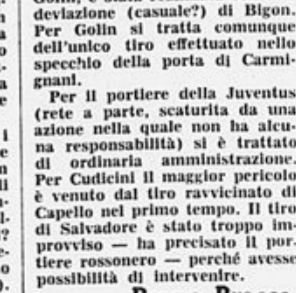 deviazione (casuale?) di Bigon.
Per Golin si tratta comunque
dell'unico tiro effettuato nello
specchio della porta di Carmi-
gnani.
Per il portiere della Juventus
(rete a parte, scaturita da una
azione nella quale non ha alcu-
na responsabilità) si è trattato
di ordinaria amministrazione.
Per Cudicini il maggior pericolo
è venuto dal tiro ravvicinato di
Capello nel primo tempo. Il tiro
di Salvadore è stato troppo im-
provviso — ha precisato il por-
tiere rossonero — perché avesse
possibilità di intervenire.